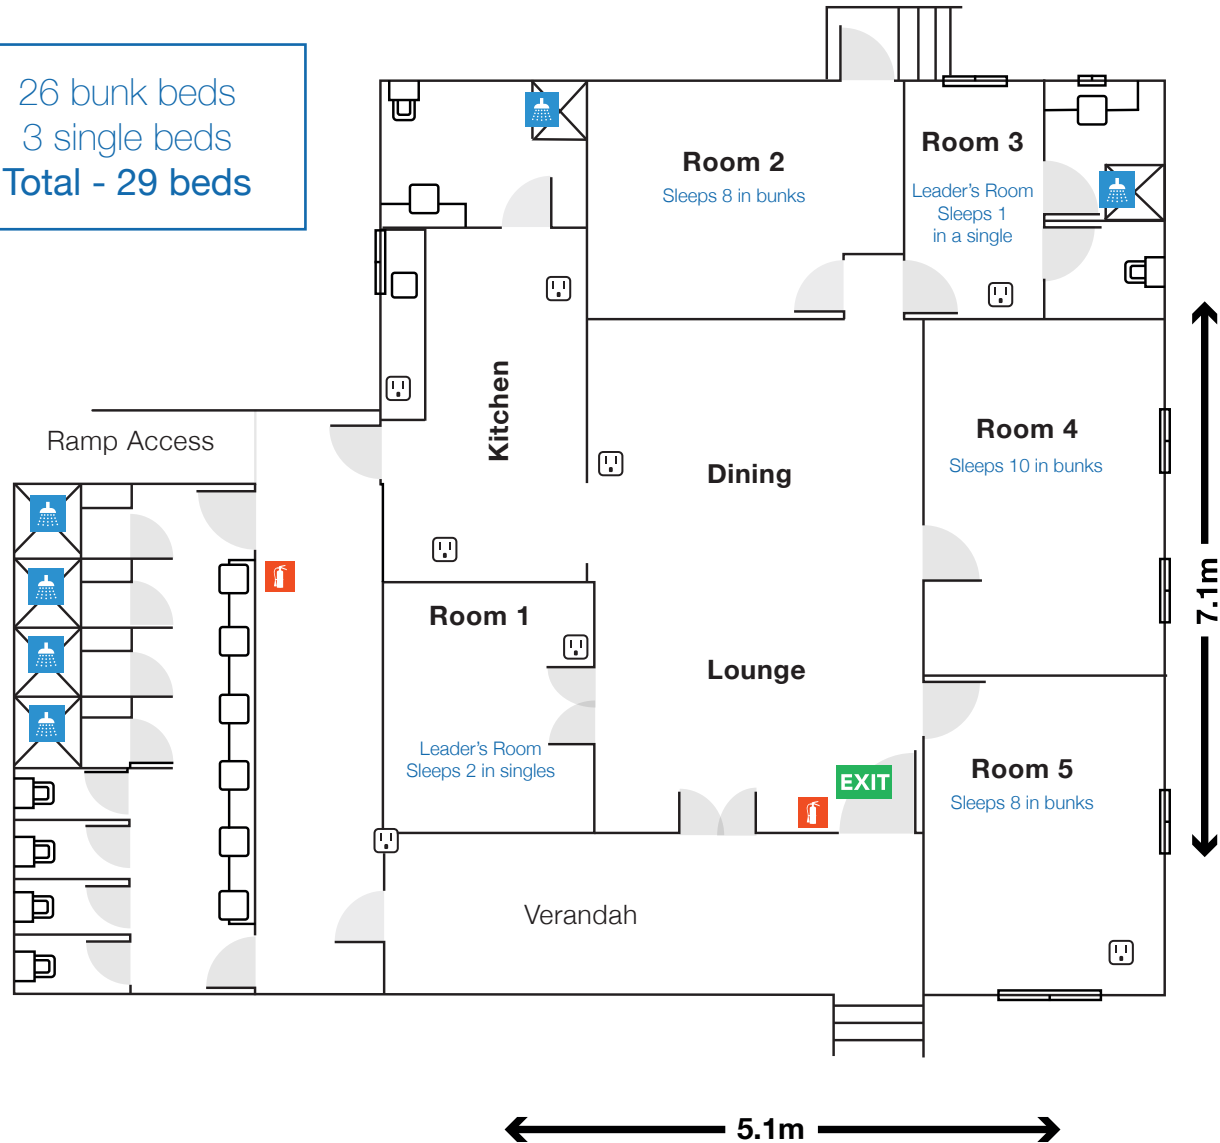 26 bunk beds
3 single beds
Total - 29 beds
Room 2
Sleeps 8 in bunks
Room 3
Leader's Room
Sleeps 1
in a single
Kitchen
Ramp Access
Dining
Room 4
Sleeps 10 in bunks
7.1m
Room 1
Leader's Room
Sleeps 2 in singles
Lounge
EXIT
Room 5
Sleeps 8 in bunks
Verandah
5.1m